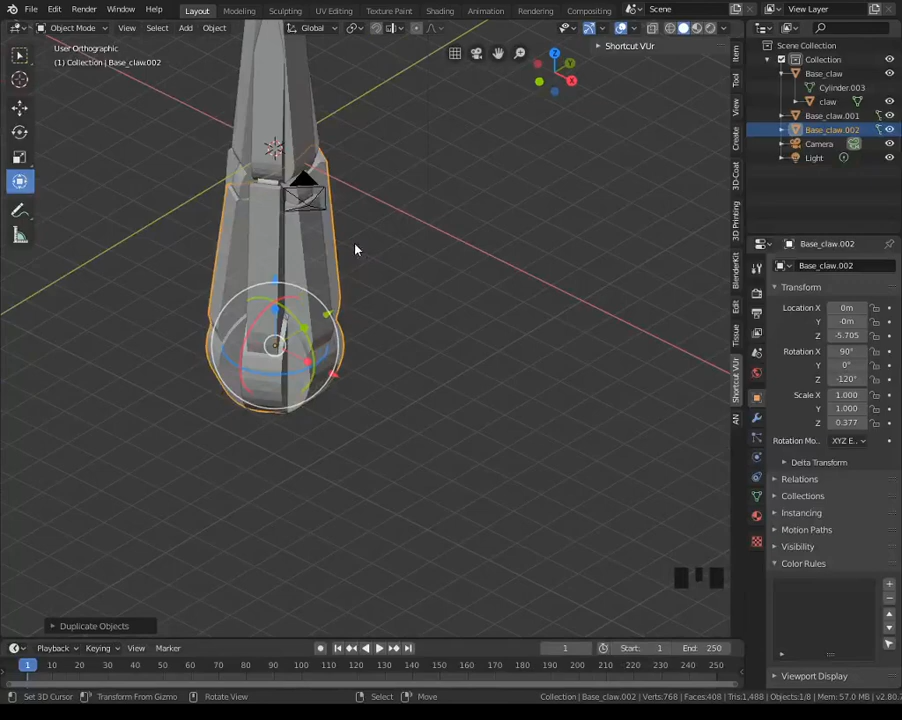 File Edit Render Window Help Layout Modeling Sculpting UV Editing Texture Paint Shading Animation Rendering Compositing Scene View Layer
Object Mode View Select Add Object Global
User Orthographic
(1) Collection | Base_claw.002
Shortcut VUr
Item
Tool
View
Create
3D-Coat
3D Printing
BlenderKit
Edit
Tissue
Shortcut VUr
AN
Z
Y
X
Scene Collection
Collection
Base_claw
Cylinder.003
claw
Base_claw.001
Base_claw.002
Camera
Light
Base_claw.002
Base_claw.002
Transform
Location X 0m
Y -0m
Z -5.705
Rotation X 90°
Y 0°
Z -120°
Scale X 1.000
Y 1.000
Z 0.377
Rotation Mo.. XYZ E..
Delta Transform
Relations
Collections
Instancing
Motion Paths
Visibility
Color Rules
Viewport Display
Duplicate Objects
Playback Keying View Marker 1 Start: 1 End: 250
1 10 20 30 40 50 60 70 80 90 100 110 120 130 140 150 160 170 180 190 200 210 220 230 240 250
Set 3D Cursor Transform From Gizmo Rotate View Select Move Collection | Base_claw.002 | Verts:768 | Faces:408 | Tris:1,488 | Objects:1/8 | Mem: 57.0 MB | v2.80.